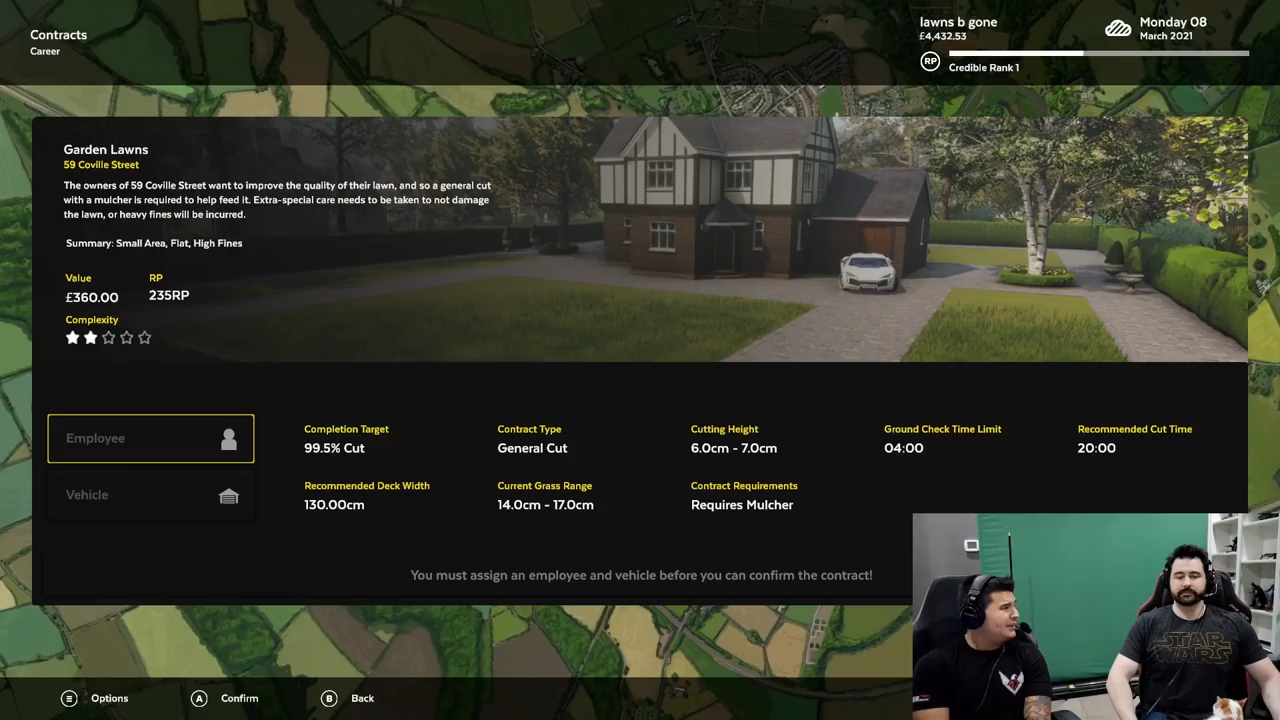 Contracts
Career
lawns b gone
£4,432.53
Monday 08
March 2021
RP
Credible Rank 1
Garden Lawns
59 Coville Street
The owners of 59 Coville Street want to improve the quality of their lawn, and so a general cut
with a mulcher is required to help feed it. Extra-special care needs to be taken to not damage
the lawn, or heavy fines will be incurred.
Summary: Small Area, Flat, High Fines
Value
RP
£360.00
235RP
Complexity
Employee
Vehicle
Completion Target
99.5% Cut
Contract Type
General Cut
Cutting Height
6.0cm - 7.0cm
Ground Check Time Limit
04:00
Recommended Cut Time
20:00
Recommended Deck Width
130.00cm
Current Grass Range
14.0cm - 17.0cm
Contract Requirements
Requires Mulcher
You must assign an employee and vehicle before you can confirm the contract!
STAR
WARS
Options
A Confirm
B Back